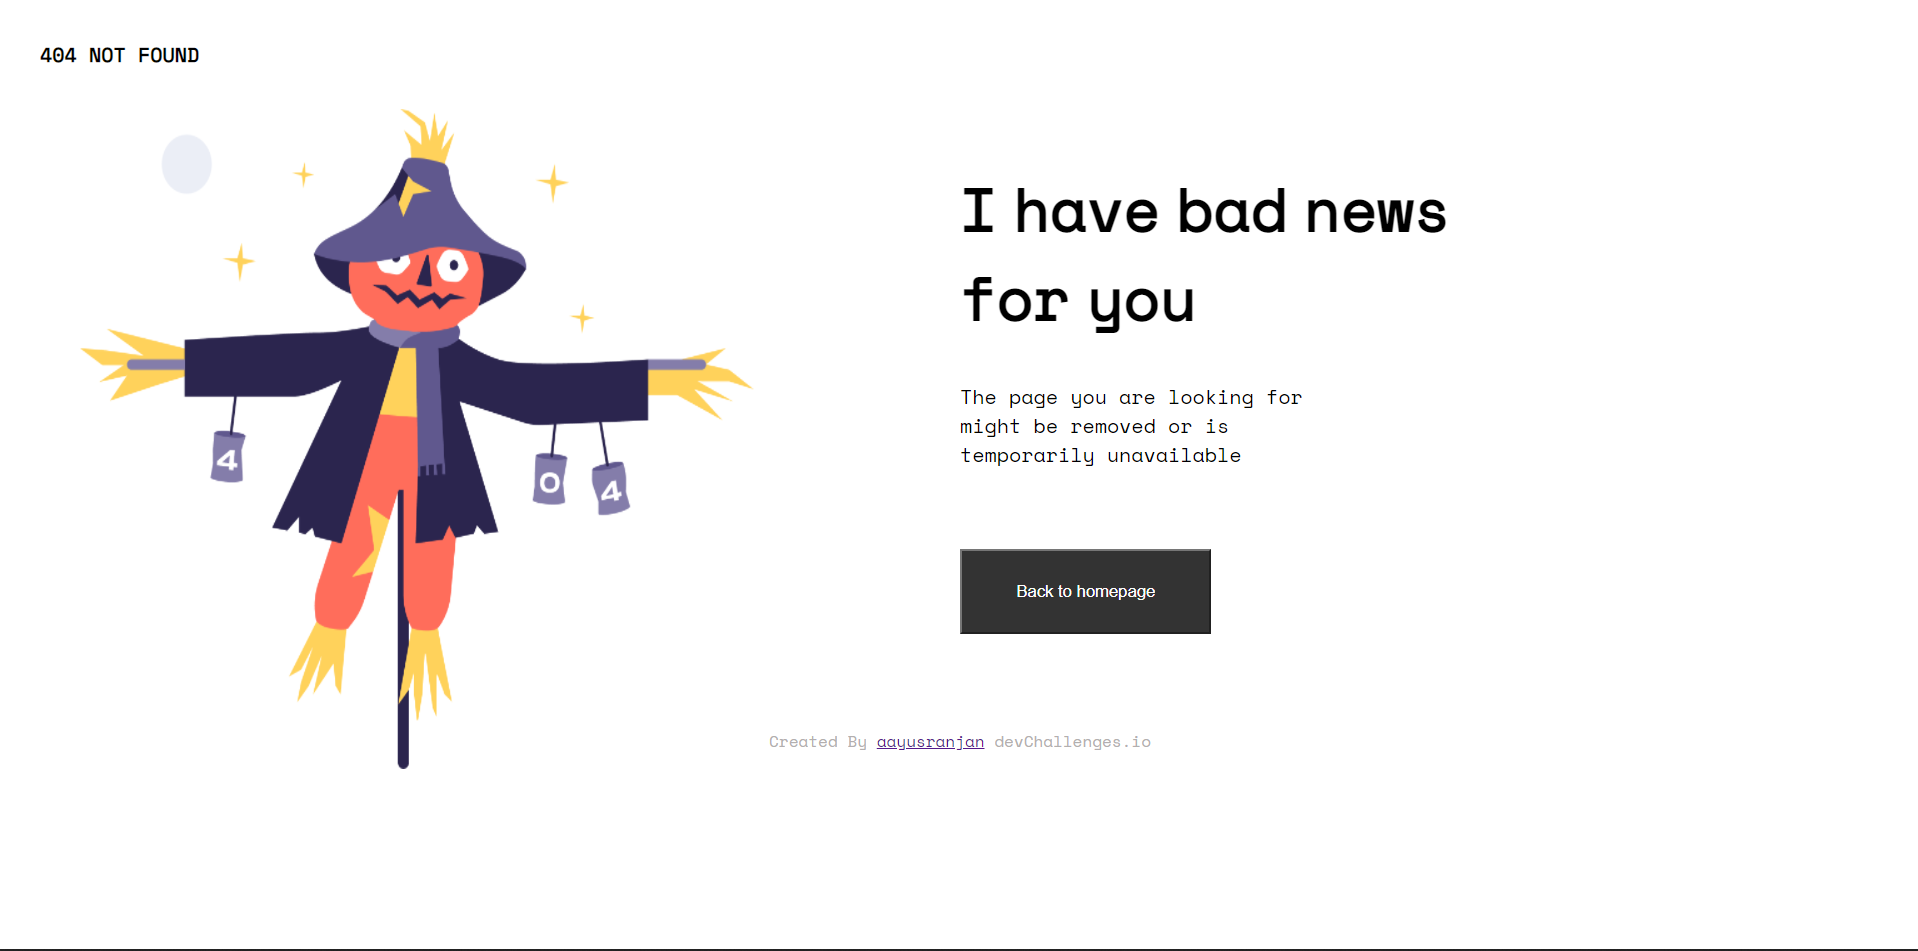 404 NOT FOUND
I have bad news
for you
The page you are looking for
might be removed or is
temporarily unavailable
4
0
4
Back to homepage
Created By aayusranjan devChallenges.io